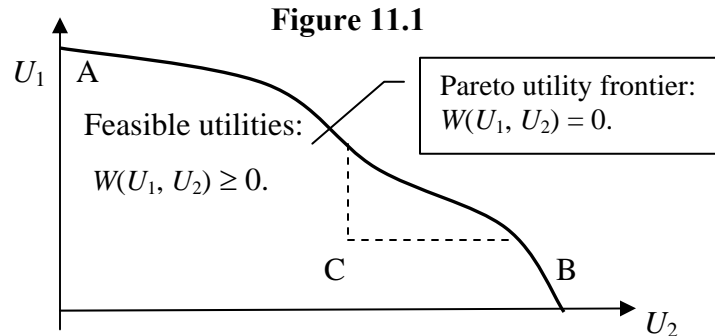 Figure 11.1
U₁
A
Pareto utility frontier:
W(U₁, U₂) = 0.
Feasible utilities:
W(U₁, U₂) ≥ 0.
C
B
U₂